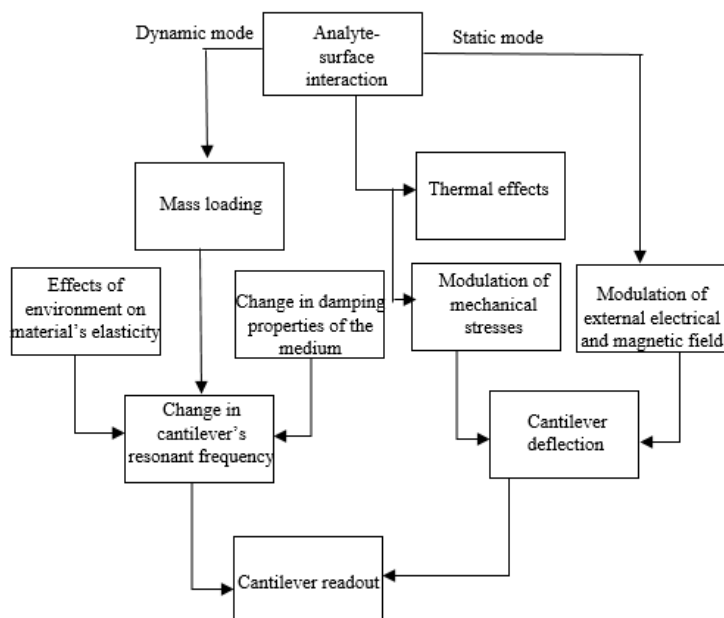 Dynamic mode
Analyte-
surface
interaction
Static mode
Mass loading
Thermal effects
Effects of
environment on
material's elasticity
Change in damping
properties of the
medium
Modulation of
mechanical
stresses
Modulation of
external electrical
and magnetic field
Change in
cantilever's
resonant frequency
Cantilever
deflection
Cantilever readout